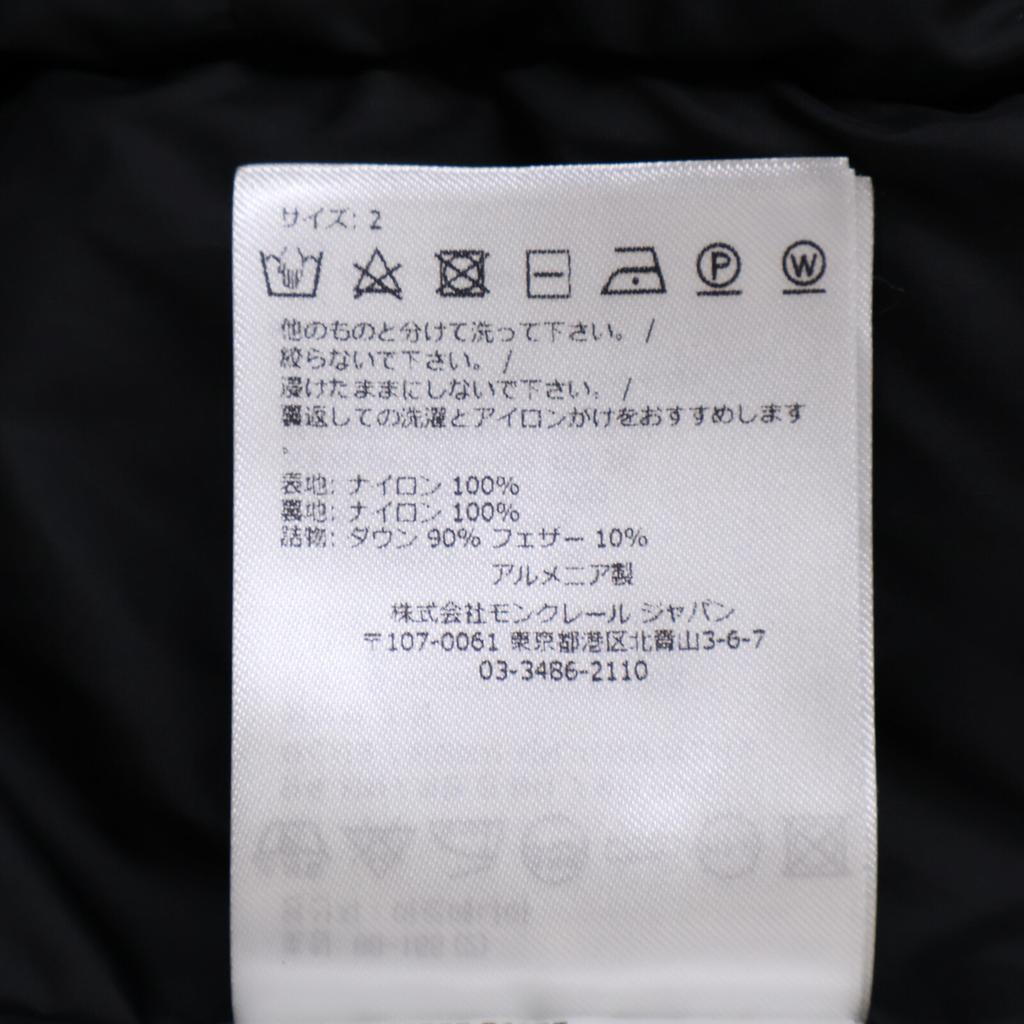 サイズ: 2
P W
他のものと分けて洗って下さい。 /
絞らないで下さい。 /
浸けたままにしないで下さい。 /
裏返しての洗濯とアイロンかけをおすすめします
。
表地: ナイロン 100%
裏地: ナイロン 100%
詰物: ダウン 90% フェザー 10%
アルメニア製
株式会社モンクレール ジャパン
〒107-0061 東京都港区北青山3-6-7
03-3486-2110